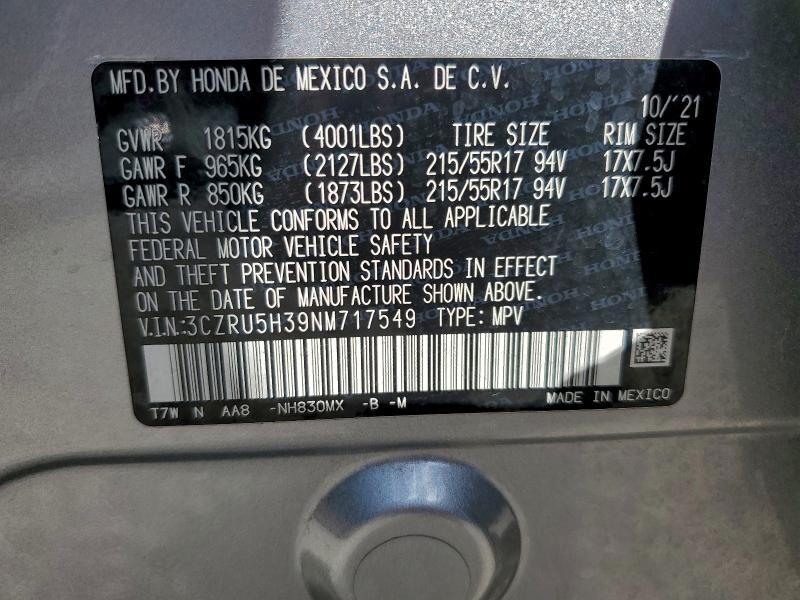 MFD.BY HONDA DE MEXICO S.A. DE C.V.
10/'21
GVWR 1815KG (4001LBS) TIRE SIZE RIM SIZE
GAWR F 965KG (2127LBS) 215/55R17 94V 17X7.5J
GAWR R 850KG (1873LBS) 215/55R17 94V 17X7.5J
THIS VEHICLE CONFORMS TO ALL APPLICABLE
FEDERAL MOTOR VEHICLE SAFETY
AND THEFT PREVENTION STANDARDS IN EFFECT
ON THE DATE OF MANUFACTURE SHOWN ABOVE.
V.I.N.:3CZRU5H39NM717549 TYPE: MPV
T7W N AA8 -NH830MX -B -M MADE IN MEXICO